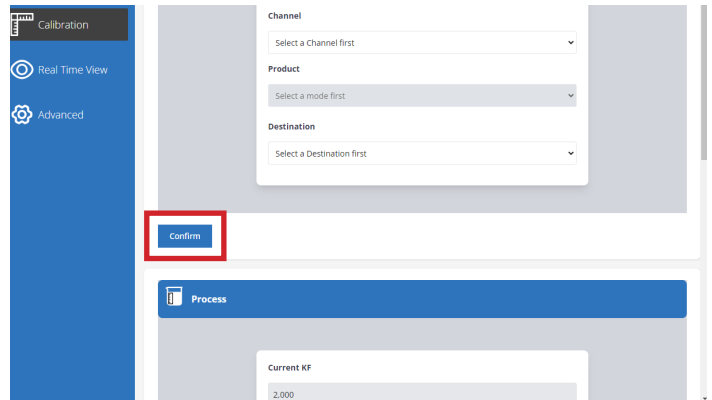 Calibration
Real Time View
Advanced
Channel
Select a Channel first
Product
Select a mode first
Destination
Select a Destination first
Confirm
Process
Current KF
2.000